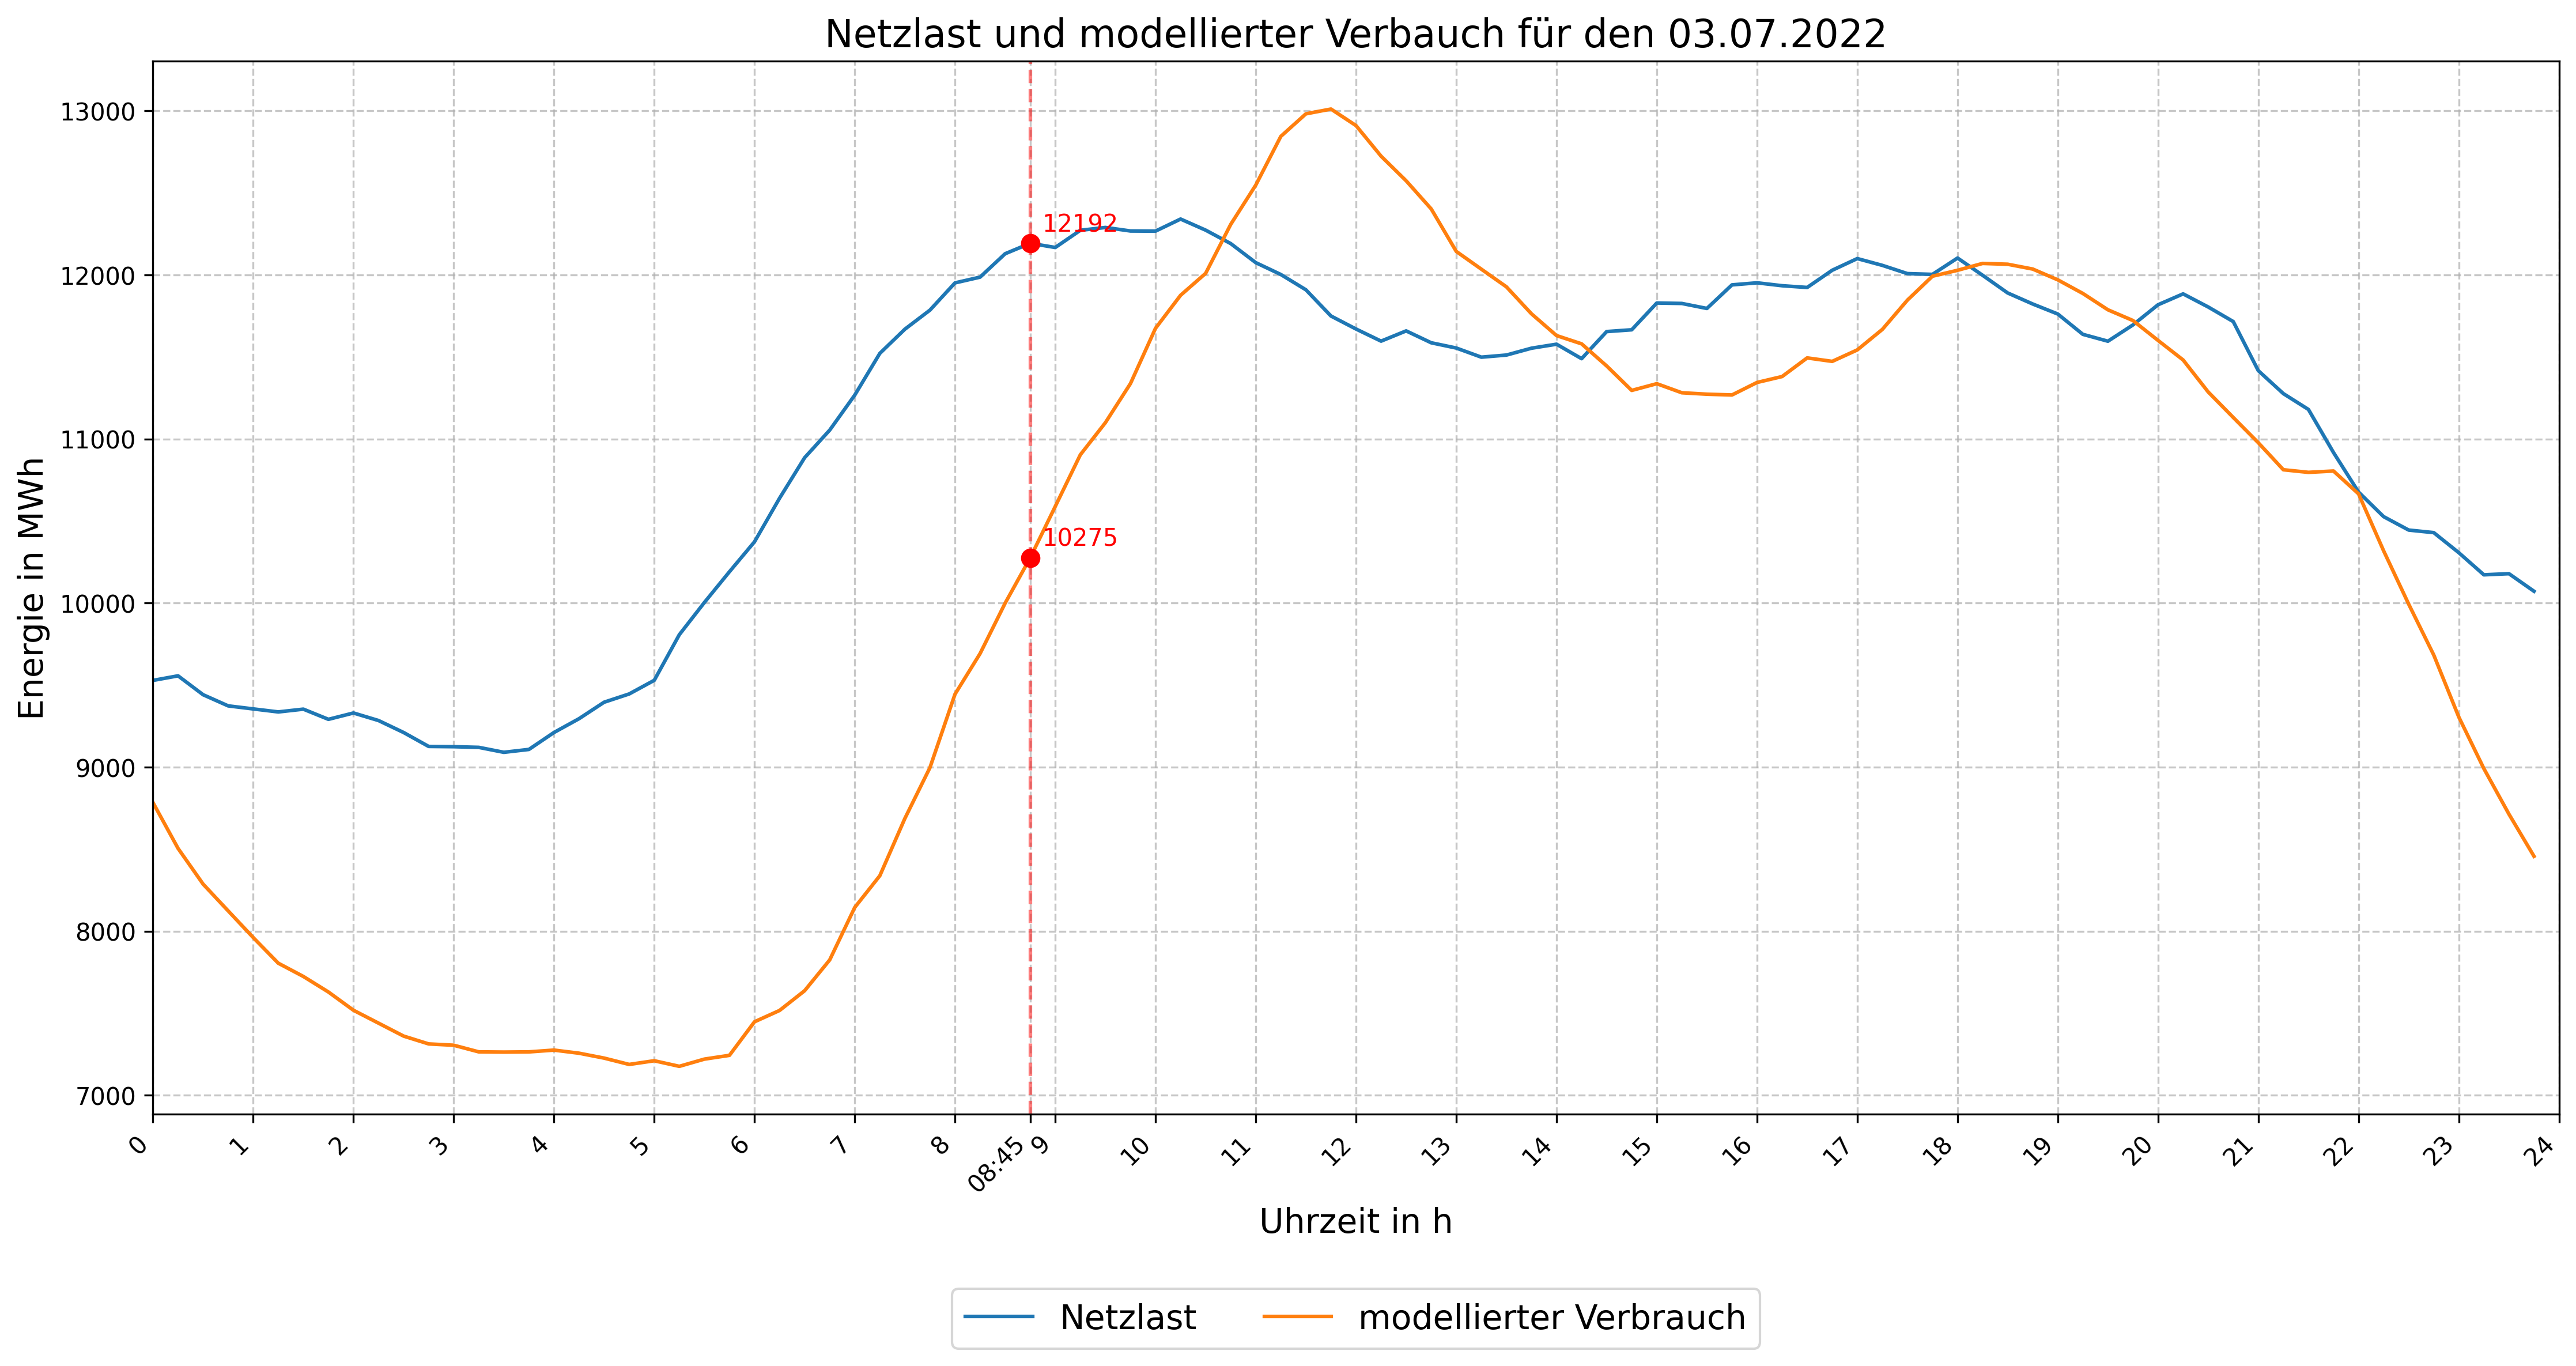 Netzlast und modellierter Verbauch für den 03.07.2022
Energie in MWh
13000
12000
11000
10000
9000
8000
7000
12192
10275
0 1 2 3 4 5 6 7 8 08:45 9 10 11 12 13 14 15 16 17 18 19 20 21 22 23 24
Uhrzeit in h
Netzlast modellierter Verbrauch